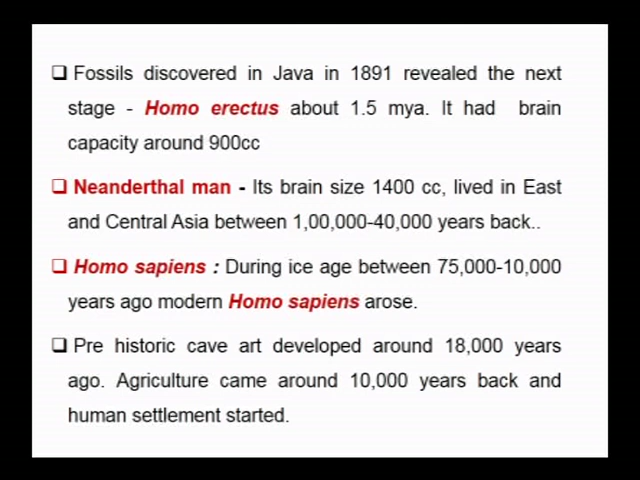 ❑ Fossils discovered in Java in 1891 revealed the next
stage - Homo erectus about 1.5 mya. It had brain
capacity around 900cc
❑ Neanderthal man - Its brain size 1400 cc, lived in East
and Central Asia between 1,00,000-40,000 years back..
❑ Homo sapiens : During ice age between 75,000-10,000
years ago modern Homo sapiens arose.
❑ Pre historic cave art developed around 18,000 years
ago. Agriculture came around 10,000 years back and
human settlement started.